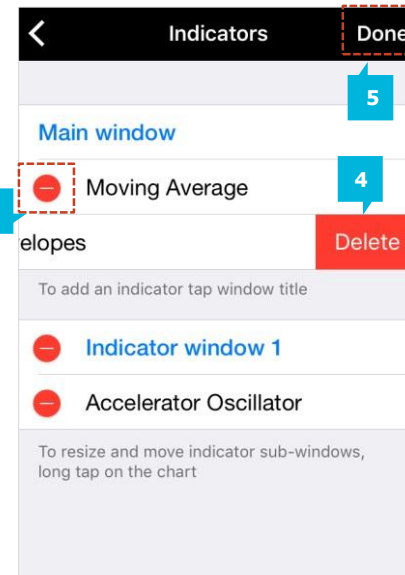 Indicators
Done
5
Main window
Moving Average
4
elopes
Delete
To add an indicator tap window title
Indicator window 1
Accelerator Oscillator
To resize and move indicator sub-windows,
long tap on the chart